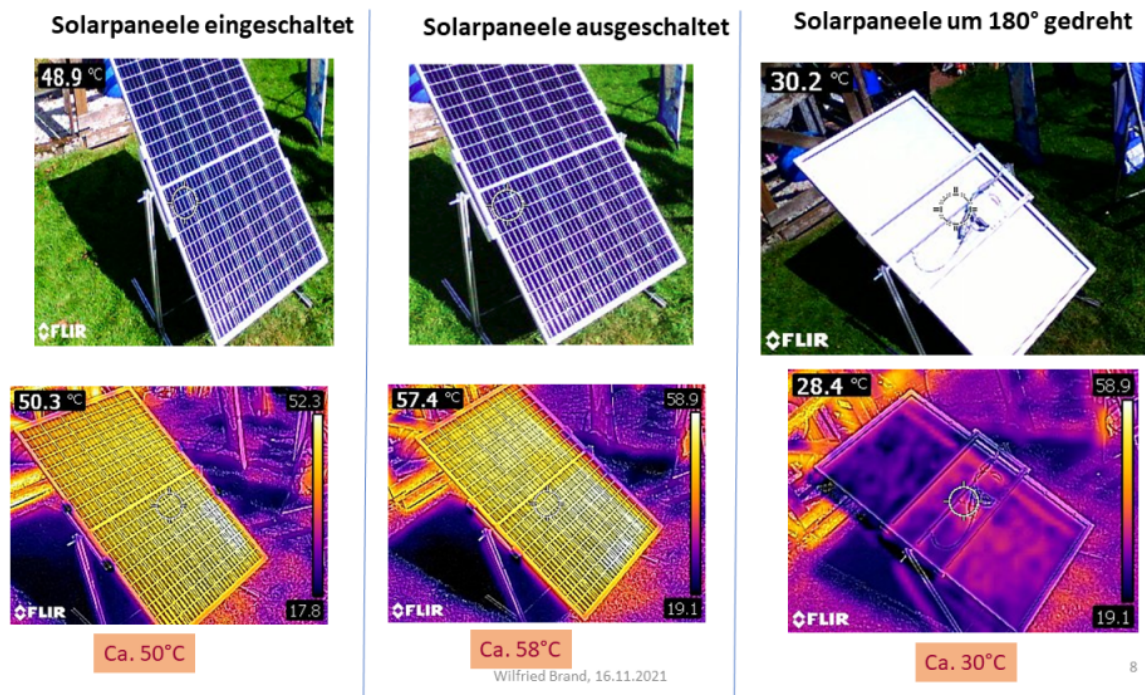 Solarpaneele eingeschaltet
48.9 °C
FLIR
50.3 °C
52.3
17.8
FLIR
Ca. 50°C
Solarpaneele ausgeschaltet
57.4 °C
58.9
19.1
FLIR
Ca. 58°C
Solarpaneele um 180° gedreht
30.2 °C
FLIR
28.4 °C
58.9
19.1
FLIR
Ca. 30°C
Wilfried Brand, 16.11.2021
8